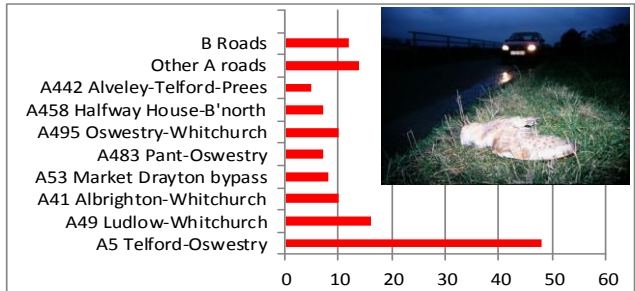 B Roads
Other A roads
A442 Alveley-Telford-Prees
A458 Halfway House-B'north
A495 Oswestry-Whitchurch
A483 Pant-Oswestry
A53 Market Drayton bypass
A41 Albrighton-Whitchurch
A49 Ludlow-Whitchurch
A5 Telford-Oswestry
0 10 20 30 40 50 60